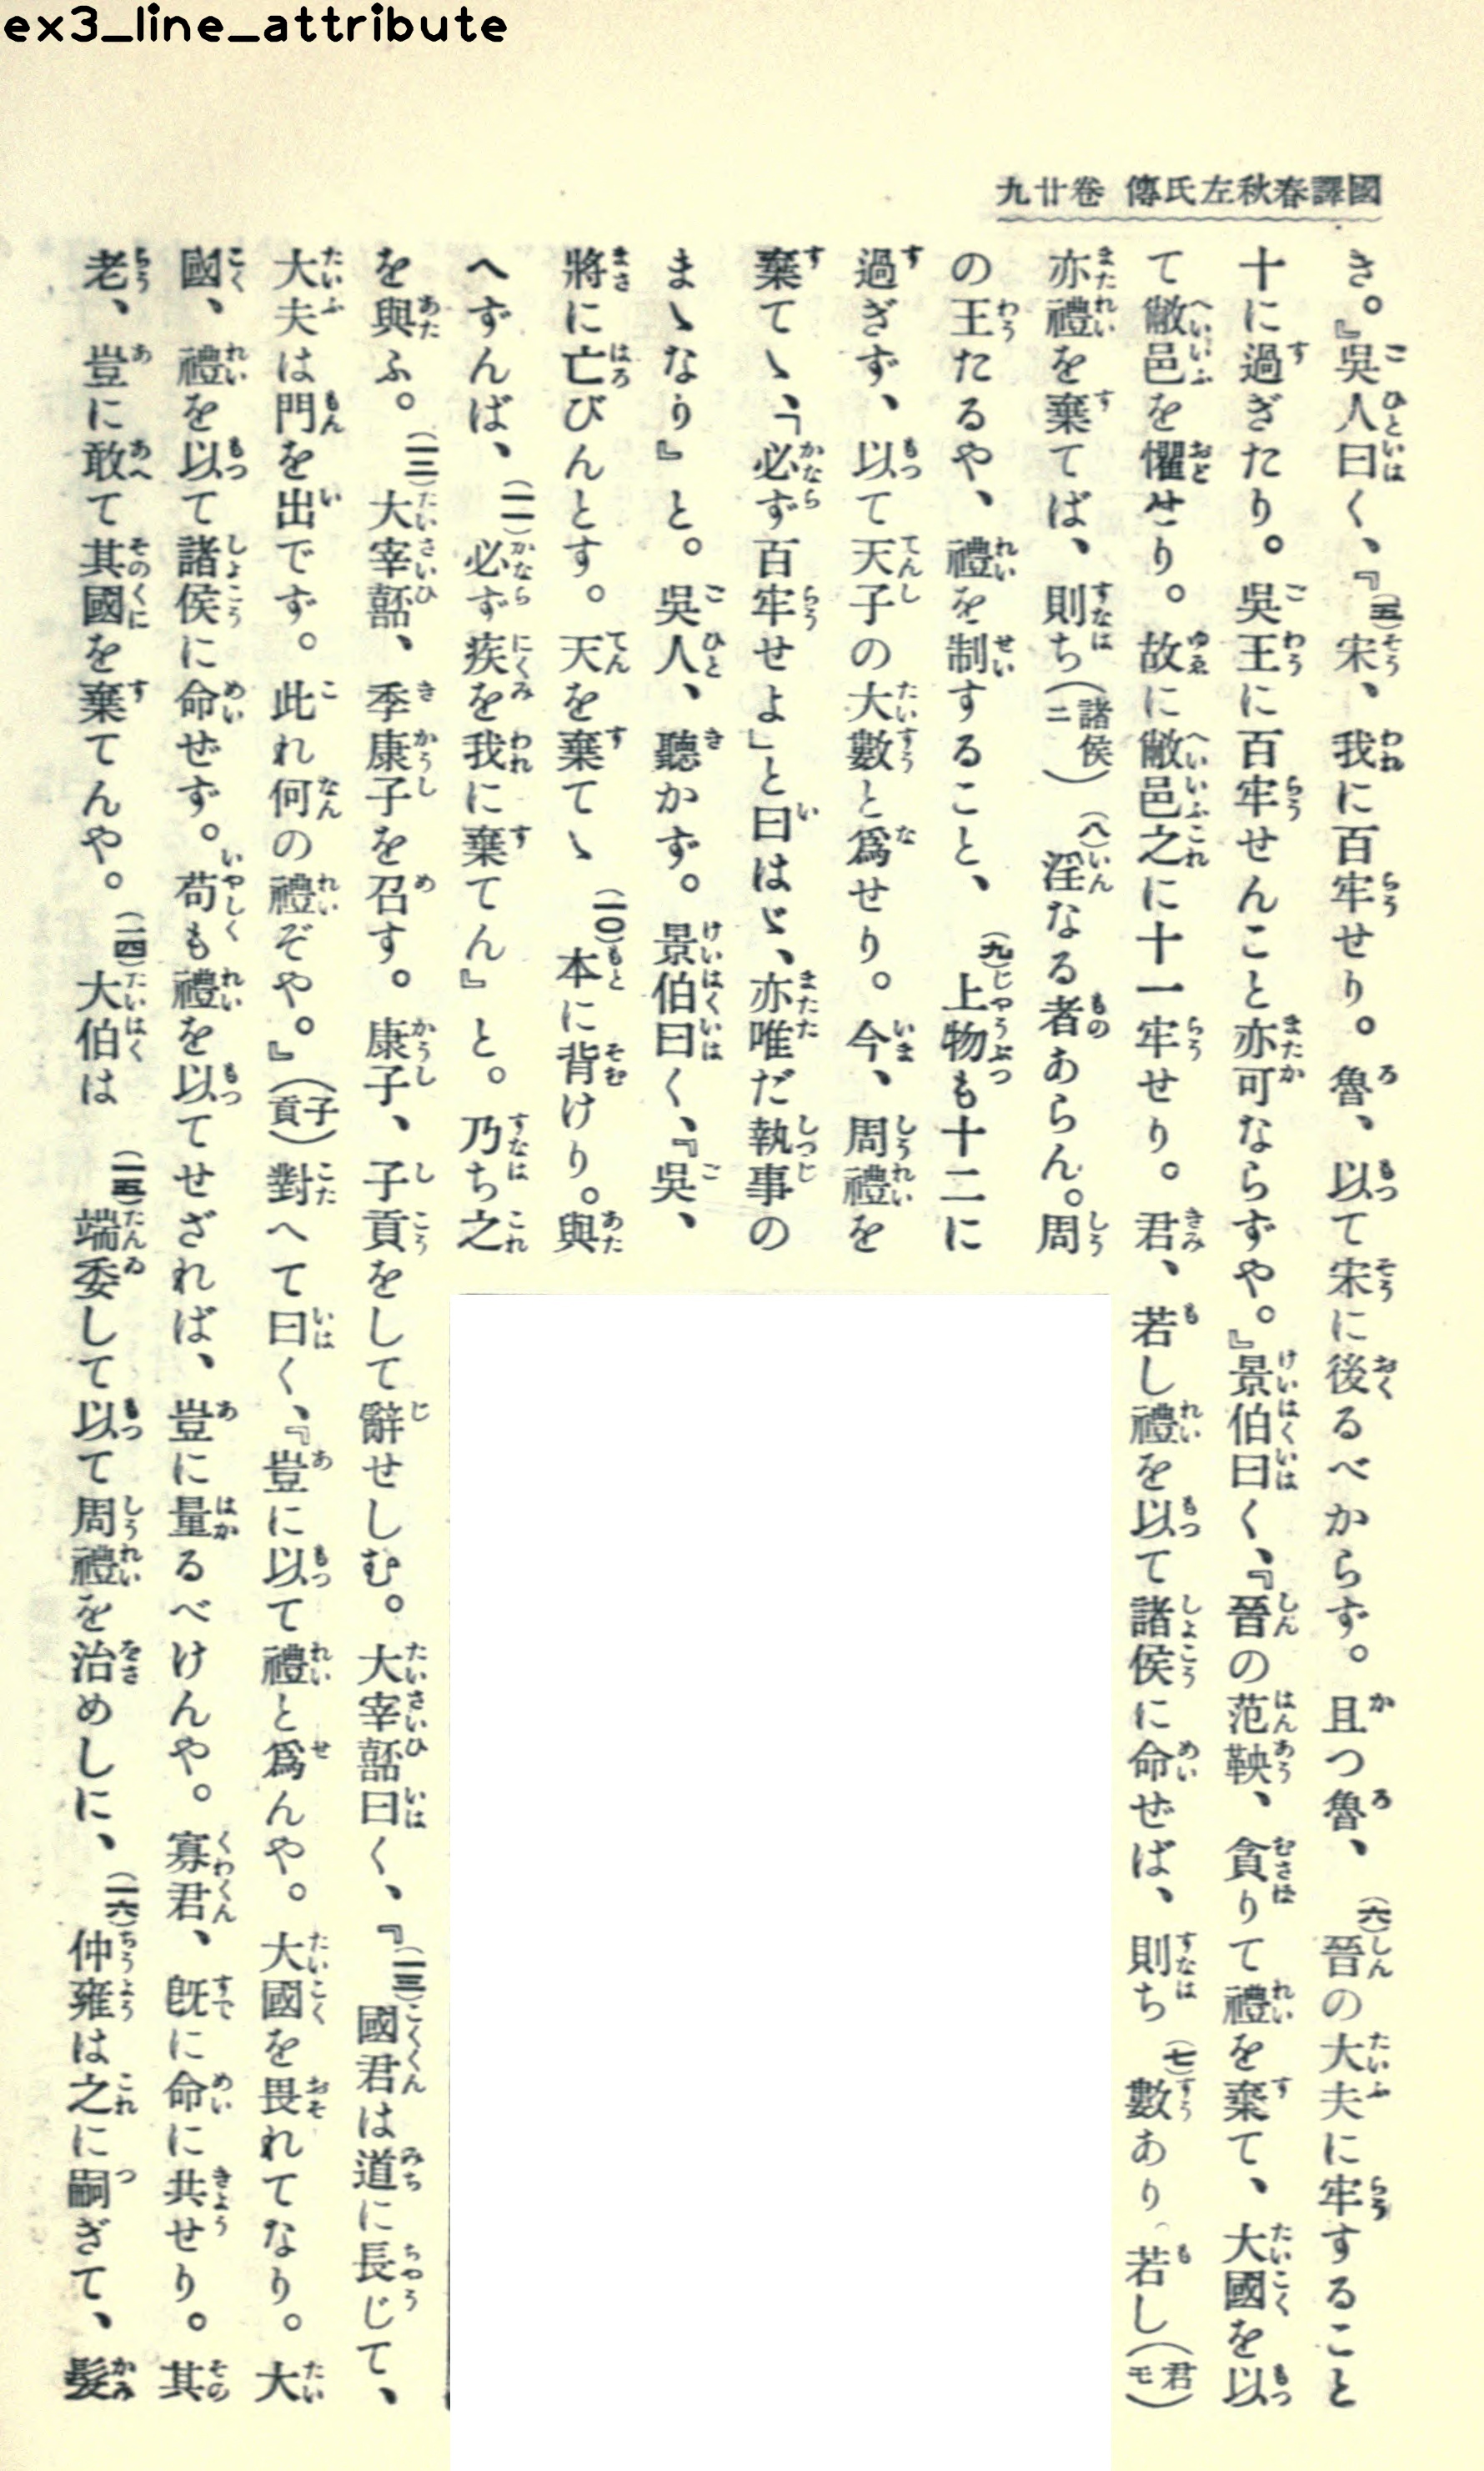 ex3_line_attribute
國譯春秋左氏傳 卷廿九
き。』吳人曰く、『(五)宋、我に百牢せり。魯、以て宋に後るべからず。且つ魯、(六)晉の大夫に牢すること
十に過ぎたり。吳王に百牢せんこと亦可ならずや。』景伯曰く、『晉の范鞅、貪りて禮を棄て、大國を以
て敝邑を懼せり。故に敝邑之に十一牢せり。君、若し禮を以て諸侯に命ぜば、則ち(七)數あり 若し(君モ)
亦禮を棄てば、則ち(諸侯ニ)(八)淫なる者あらん。周
の王たるや、禮を制すること、(九)上物も十二に
過ぎず、以て天子の大數と爲せり。今、周禮を
棄てゝ、「必ず百牢せよ」と曰はゞ、亦唯だ執事の
まゝなり』と。吳人、聽かず。景伯曰く、『吳、
將に亡びんとす。天を棄てゝ(一〇)本に背けり。與
へずんば、(一一)必ず疾を我に棄てん』と。乃ち之
を與ふ。(一二)大宰嚭、季康子を召す。康子、子貢をして辭せしむ。大宰嚭曰く、『(一三)國君は道に長じて、
大夫は門を出でず。此れ何の禮ぞや。』(子貢)對へて曰く、『豈に以て禮と爲んや。大國を畏れてなり。大
國、禮を以て諸侯に命ぜず。苟も禮を以てせざれば、豈に量るべけんや。寡君、旣に命に共せり。其
老、豈に敢て其國を棄てんや。(一四)大伯は(一五)端委して以て周禮を治めしに、(一六)仲雍は之に嗣ぎて、髮